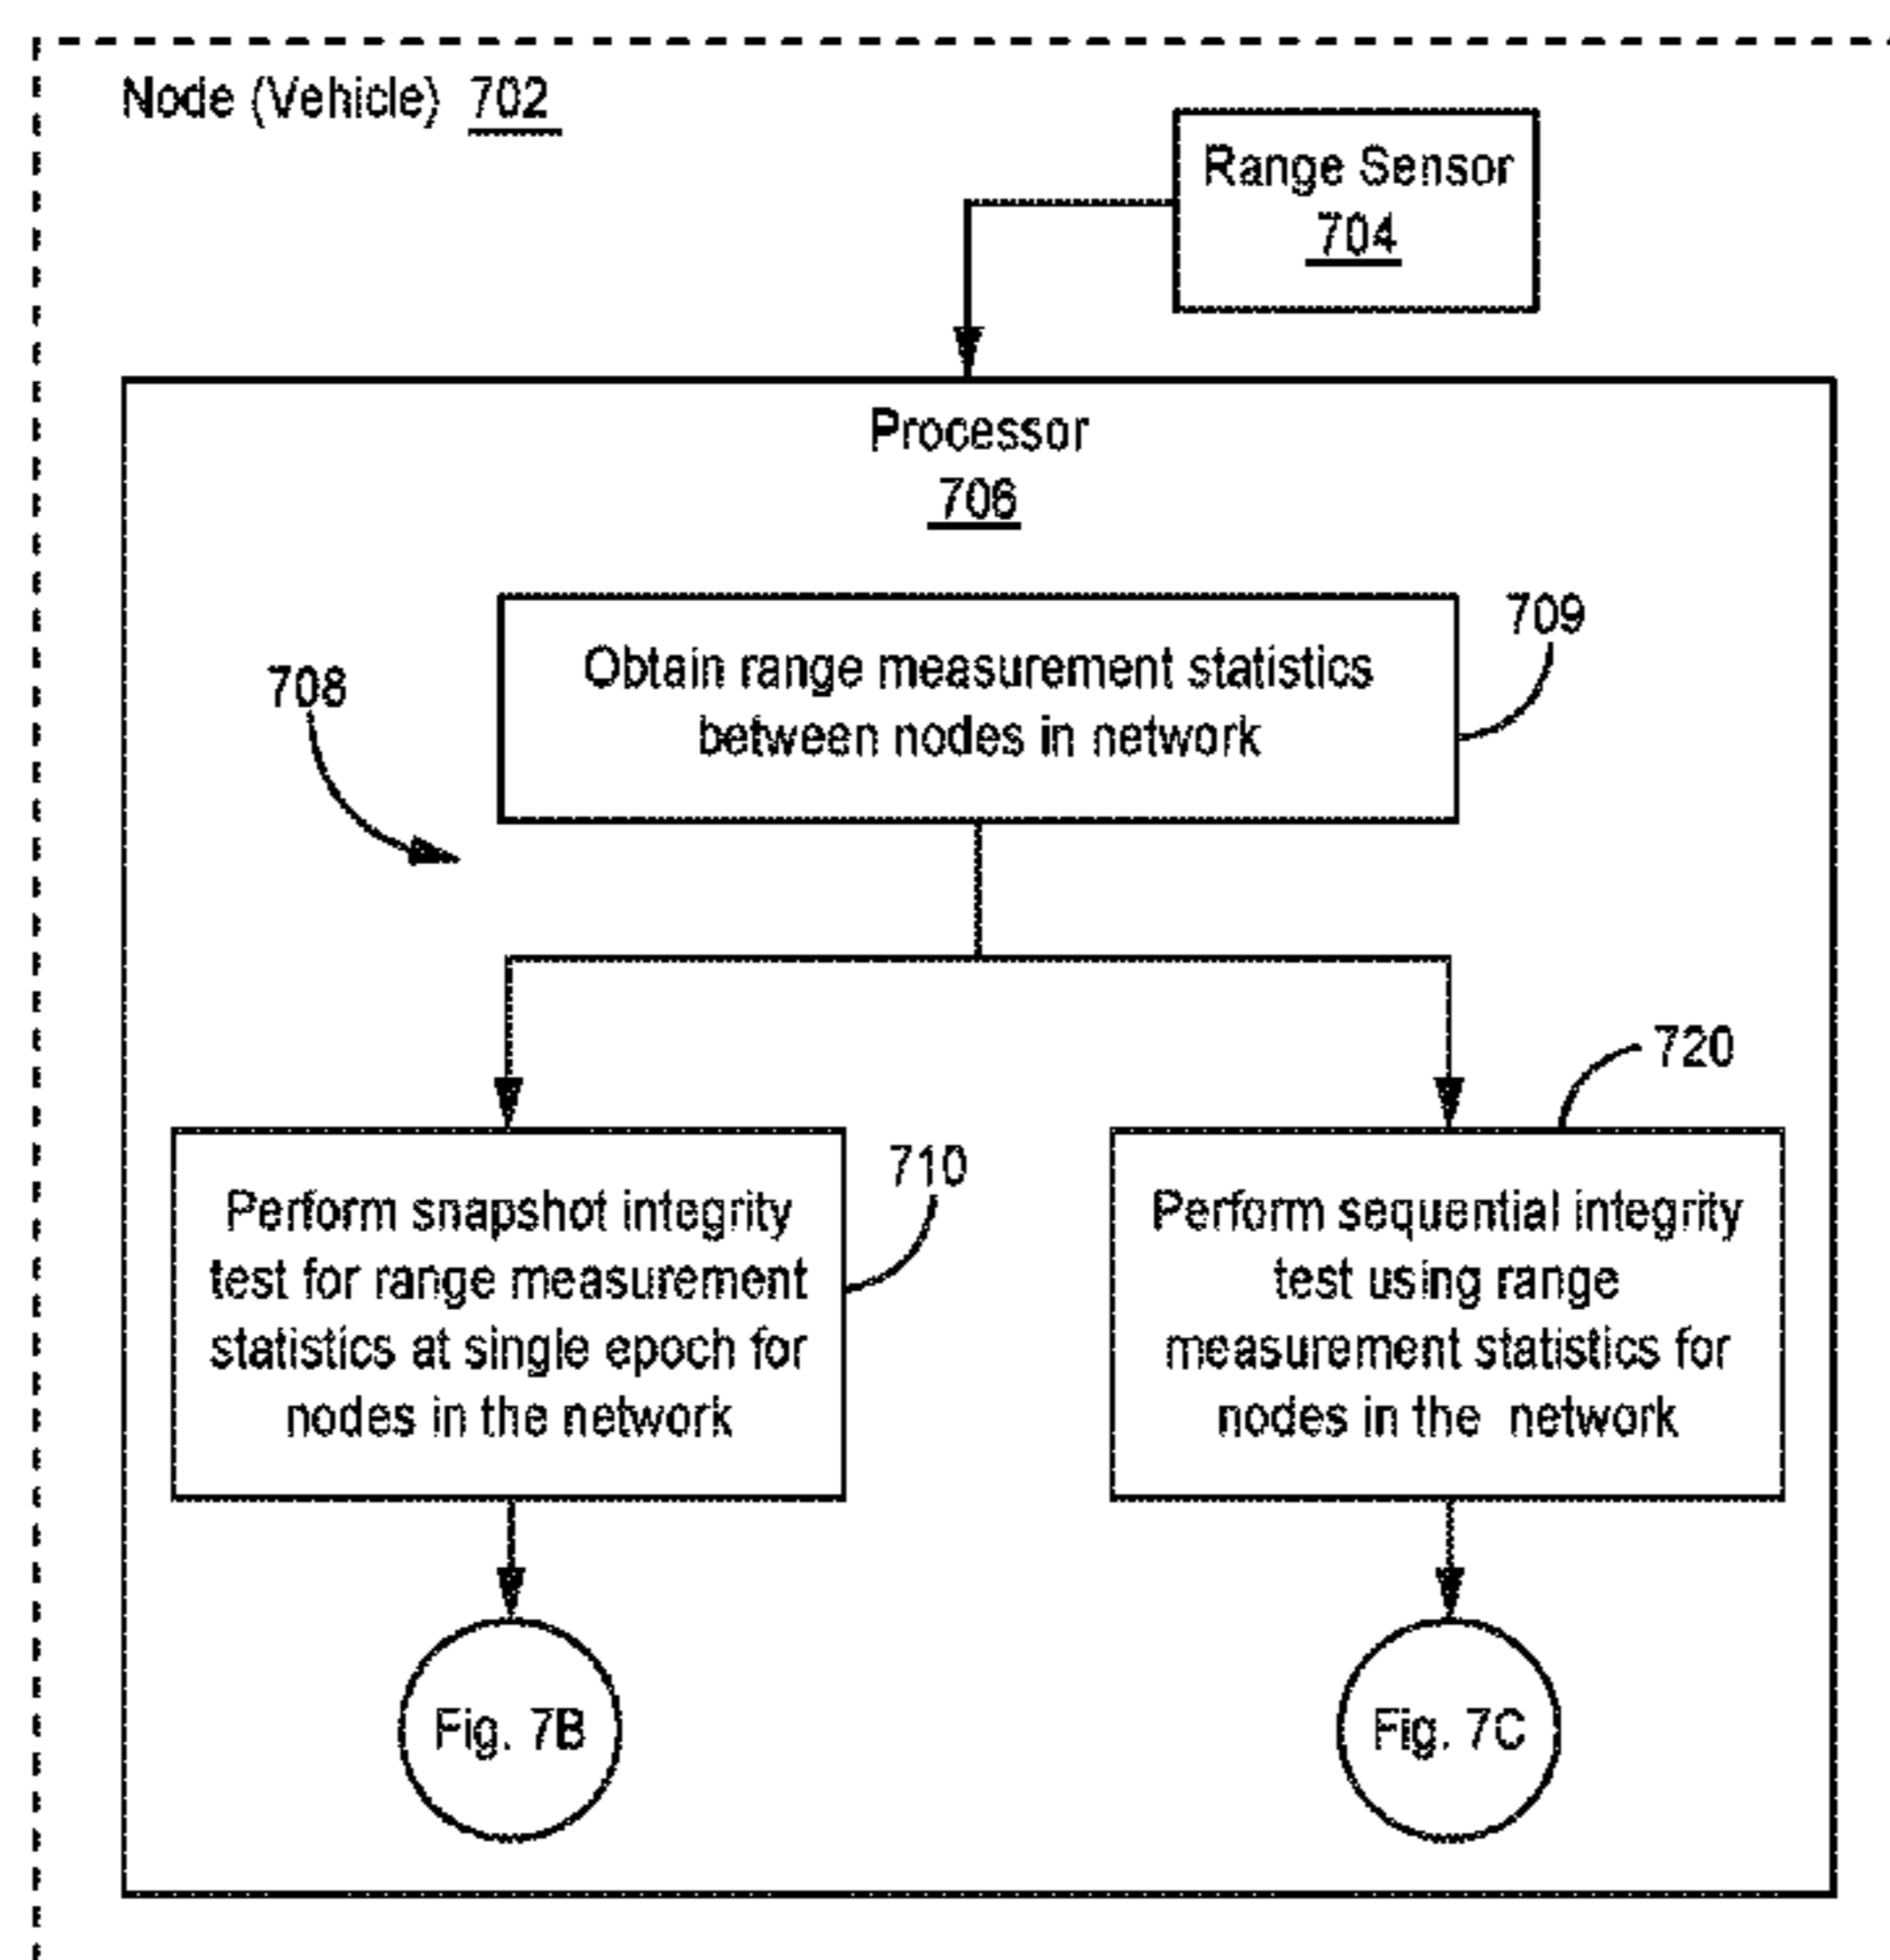 Node (Vehicle) 702
Range Sensor
704
Processor
706
709
Obtain range measurement statistics
between nodes in network
708
720
710
Perform snapshot integrity
test for range measurement
statistics at single epoch for
nodes in the network
Perform sequential integrity
test using range
measurement statistics for
nodes in the network
Fig. 7B
Fig. 7C